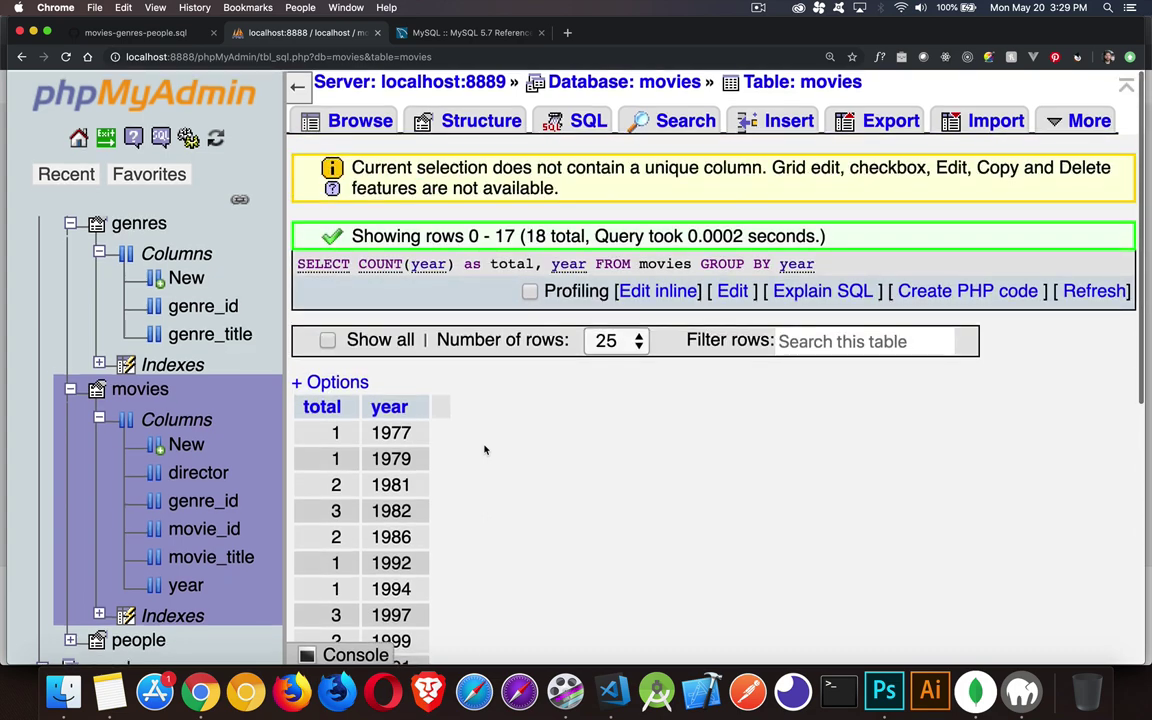 Chrome File Edit View History Bookmarks People Window Help 100% Mon May 20 3:29 PM
movies-genres-people.sql × localhost:8888 / localhost / mo × MySQL :: MySQL 5.7 Referenc × +
localhost:8888/phpMyAdmin/tbl_sql.php?db=movies&table=movies
phpMyAdmin
Recent Favorites
genres
Columns
New
genre_id
genre_title
Indexes
movies
Columns
New
director
genre_id
movie_id
movie_title
year
Indexes
people
Server: localhost:8889 » Database: movies » Table: movies
Browse Structure SQL Search Insert Export Import More
Current selection does not contain a unique column. Grid edit, checkbox, Edit, Copy and Delete
features are not available.
Showing rows 0 - 17 (18 total, Query took 0.0002 seconds.)
SELECT COUNT(year) as total, year FROM movies GROUP BY year
Profiling [Edit inline] [ Edit ] [ Explain SQL ] [ Create PHP code ] [ Refresh]
Show all | Number of rows: 25 Filter rows: Search this table
+ Options
total year
1 1977
1 1979
2 1981
3 1982
2 1986
1 1992
1 1994
3 1997
2 1999
Console